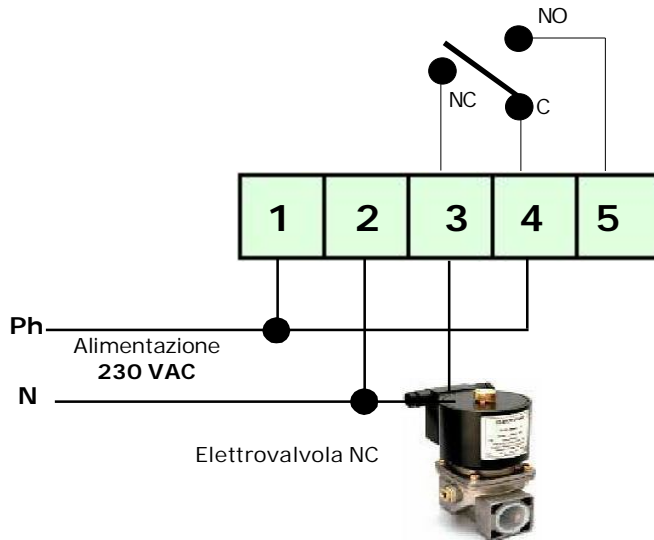 NO
NC
C
1 2 3 4 5
Ph
Alimentazione
230 VAC
N
Elettrovalvola NC